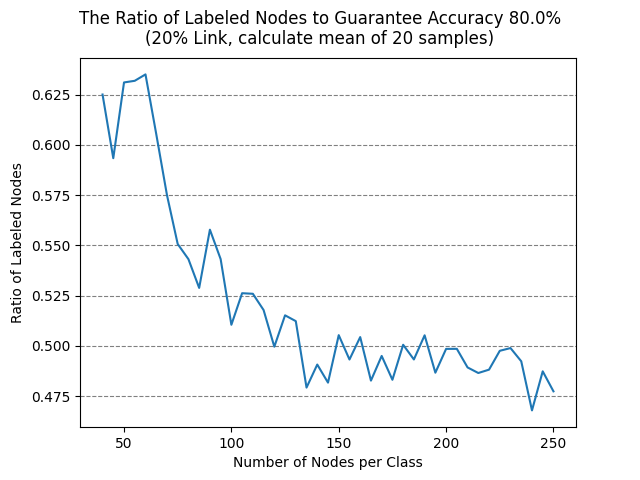 The Ratio of Labeled Nodes to Guarantee Accuracy 80.0%
(20% Link, calculate mean of 20 samples)
Ratio of Labeled Nodes
0.625
0.600
0.575
0.550
0.525
0.500
0.475
50 100 150 200 250
Number of Nodes per Class